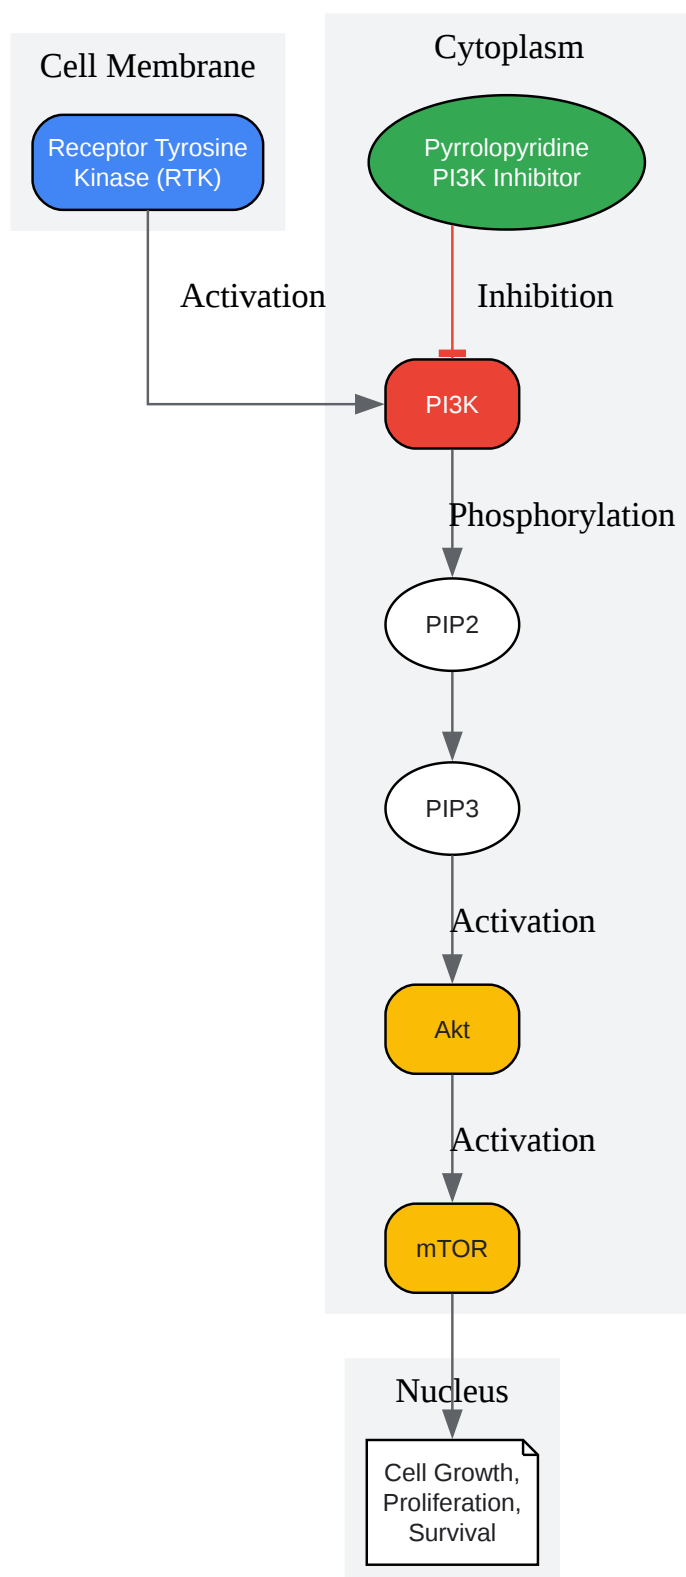 Cell Membrane
Receptor Tyrosine
Kinase (RTK)
Cytoplasm
Pyrrolopyridine
PI3K Inhibitor
Activation
Inhibition
PI3K
Phosphorylation
PIP2
PIP3
Activation
Akt
Activation
mTOR
Nucleus
Cell Growth,
Proliferation,
Survival